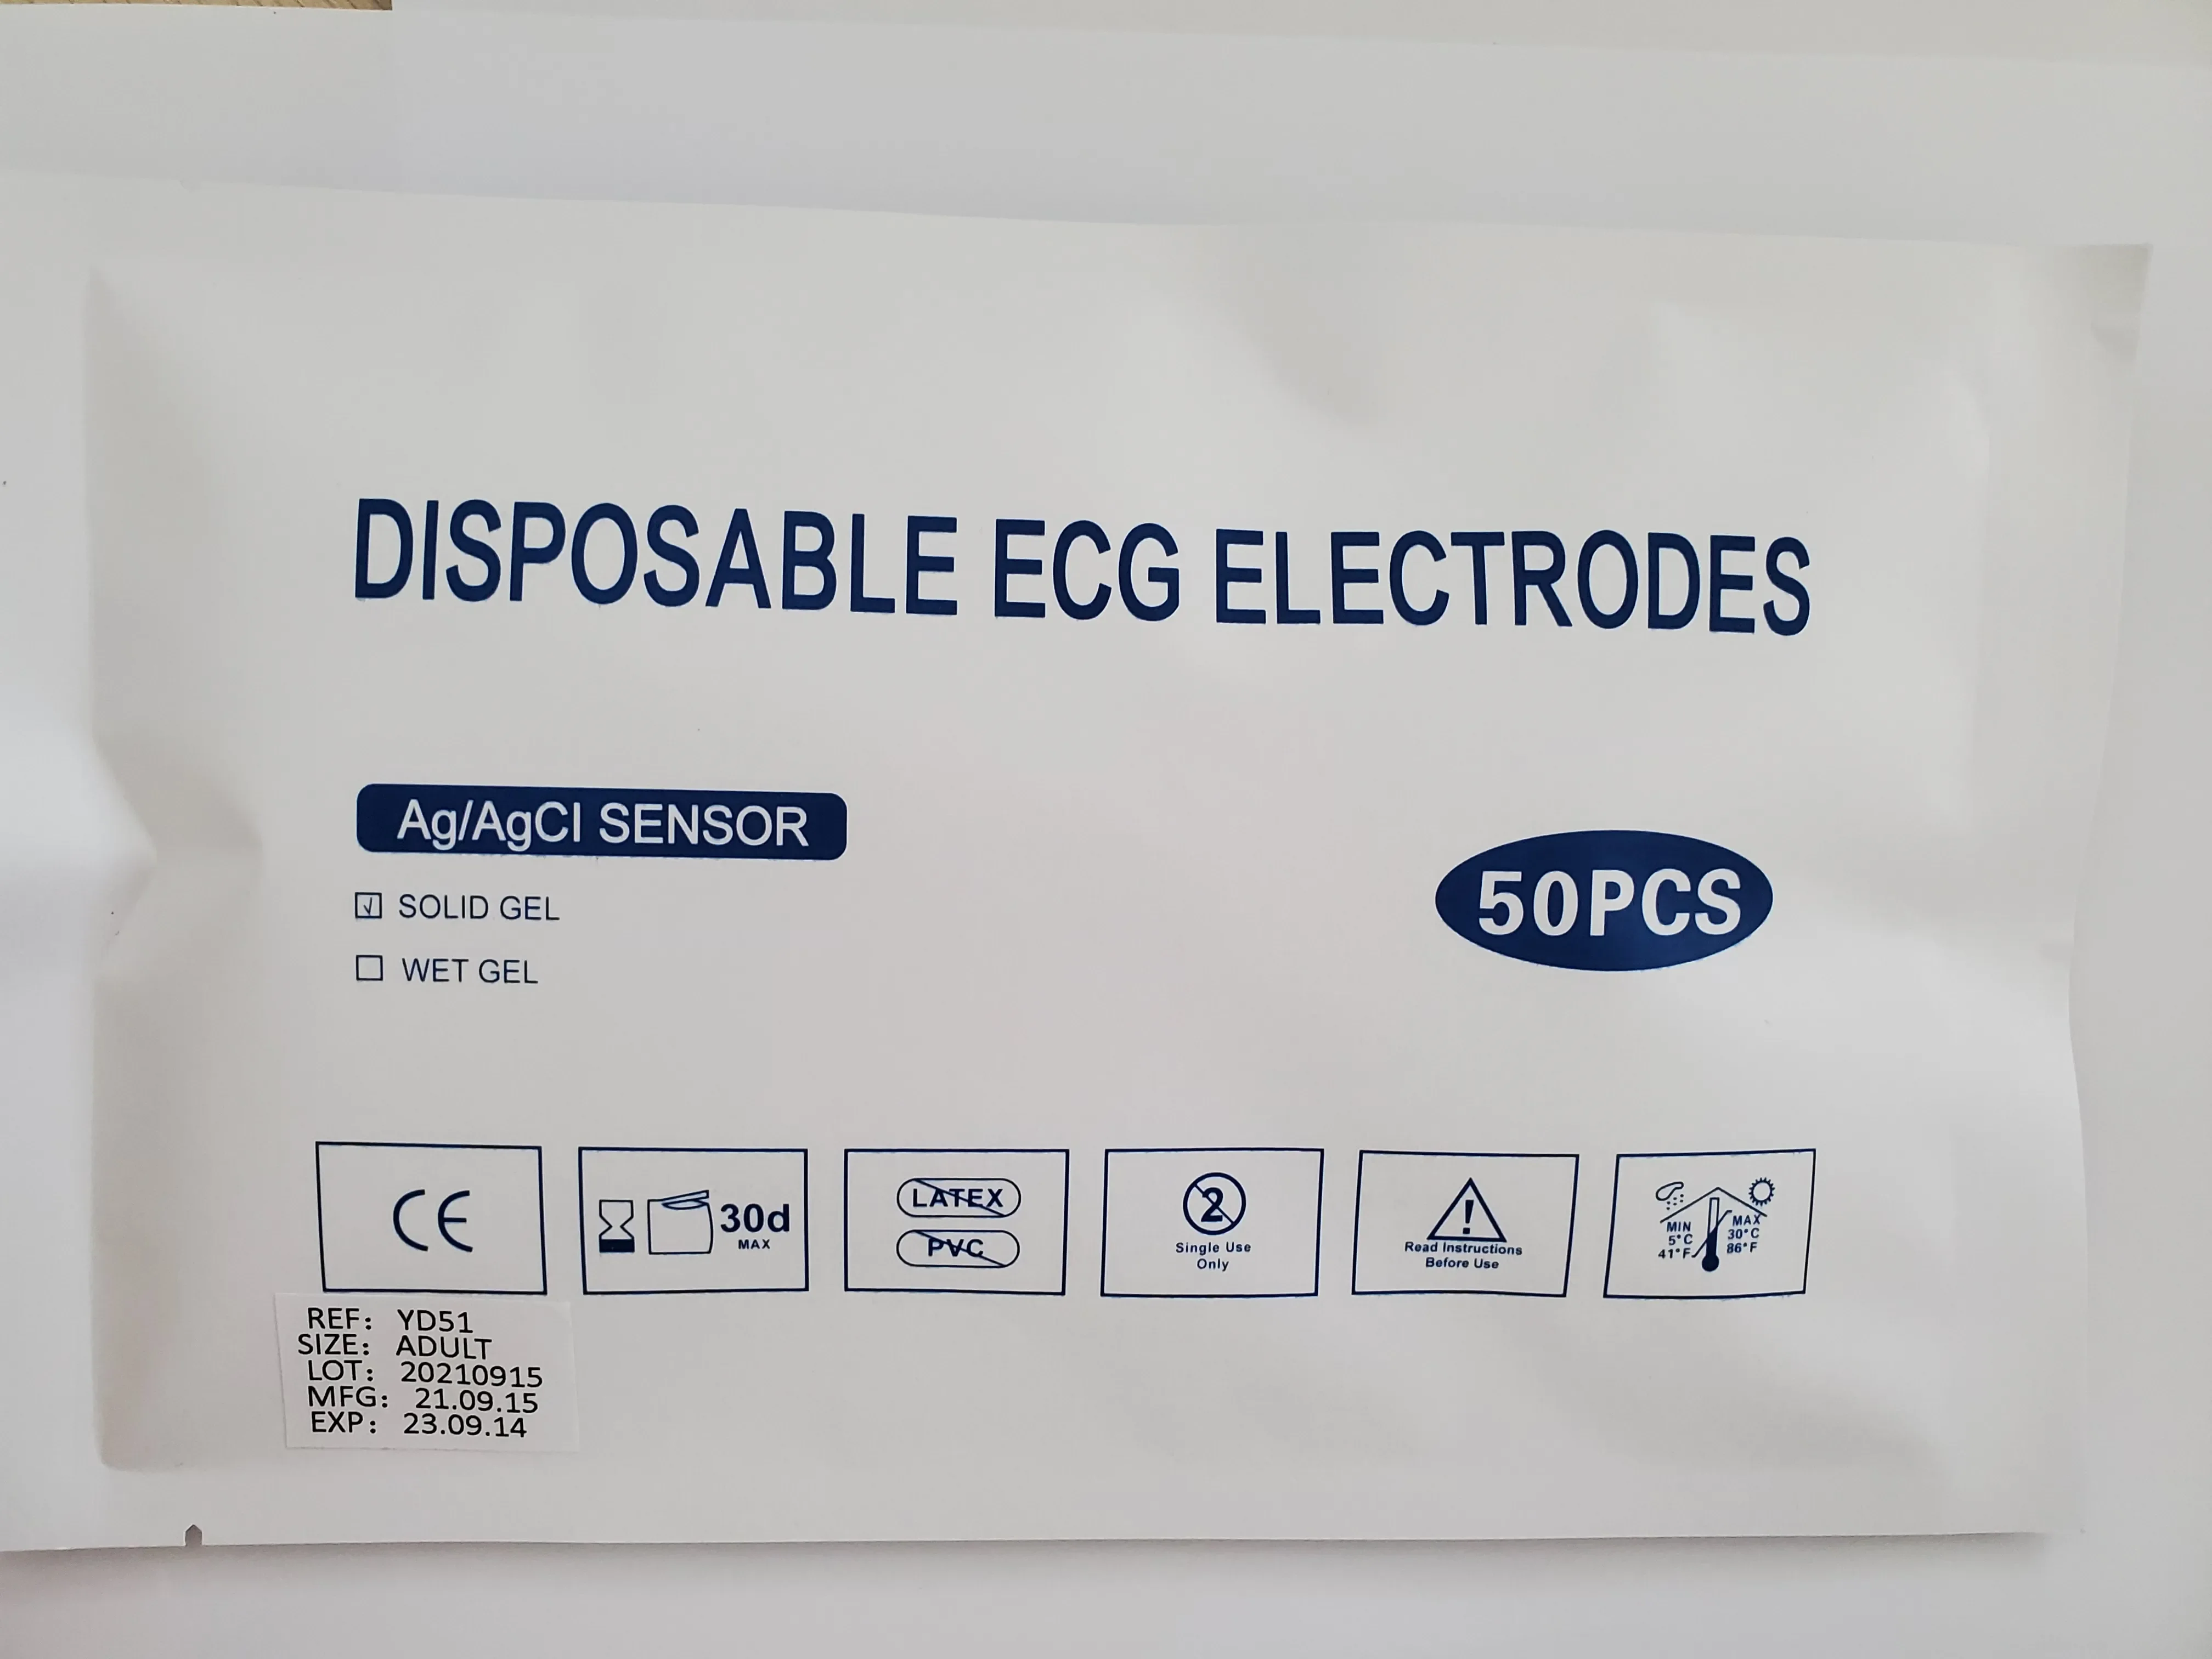 DISPOSABLE ECG ELECTRODES
Ag/AgCl SENSOR
SOLID GEL
WET GEL
50PCS
CE
30d
MAX
LATEX
PVC
2
Single Use
Only
!
Read Instructions
Before Use
MIN
5°C
41°F
MAX
30°C
86°F
REF: YD51
SIZE: ADULT
LOT: 20210915
MFG: 21.09.15
EXP: 23.09.14